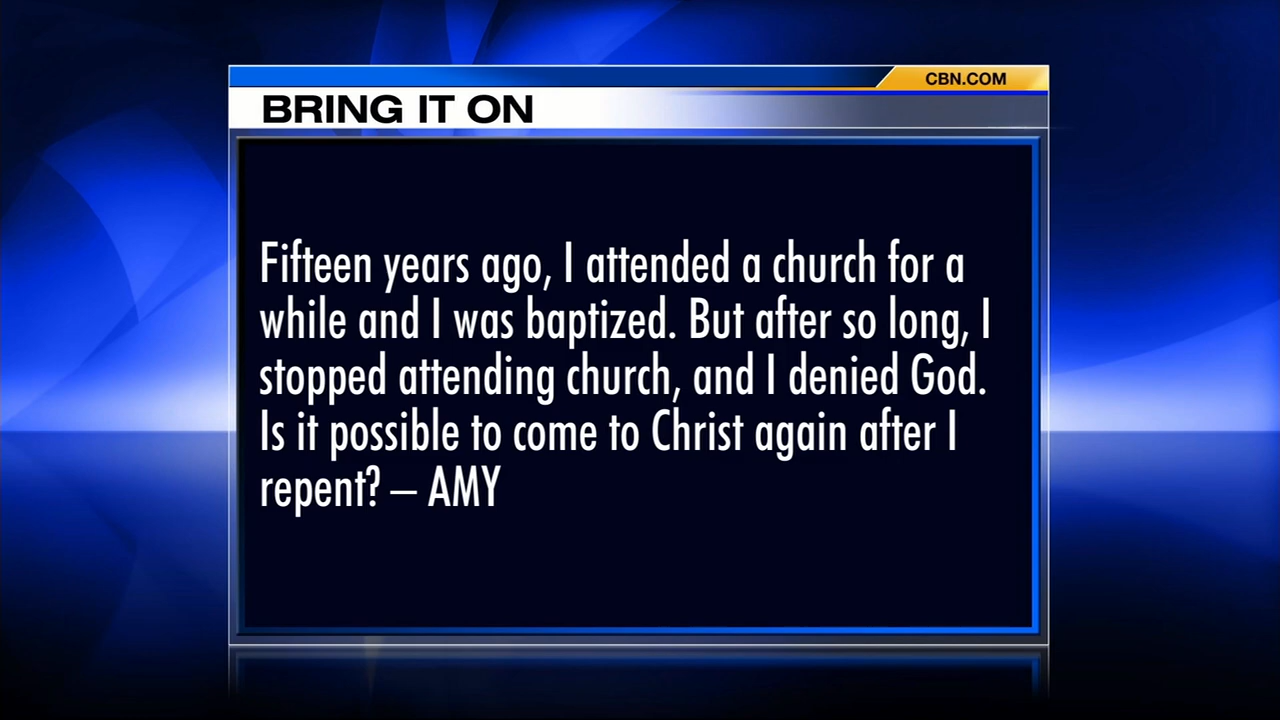 CBN.COM
BRING IT ON
Fifteen years ago, I attended a church for a
while and I was baptized. But after so long, I
stopped attending church, and I denied God.
Is it possible to come to Christ again after I
repent? – AMY